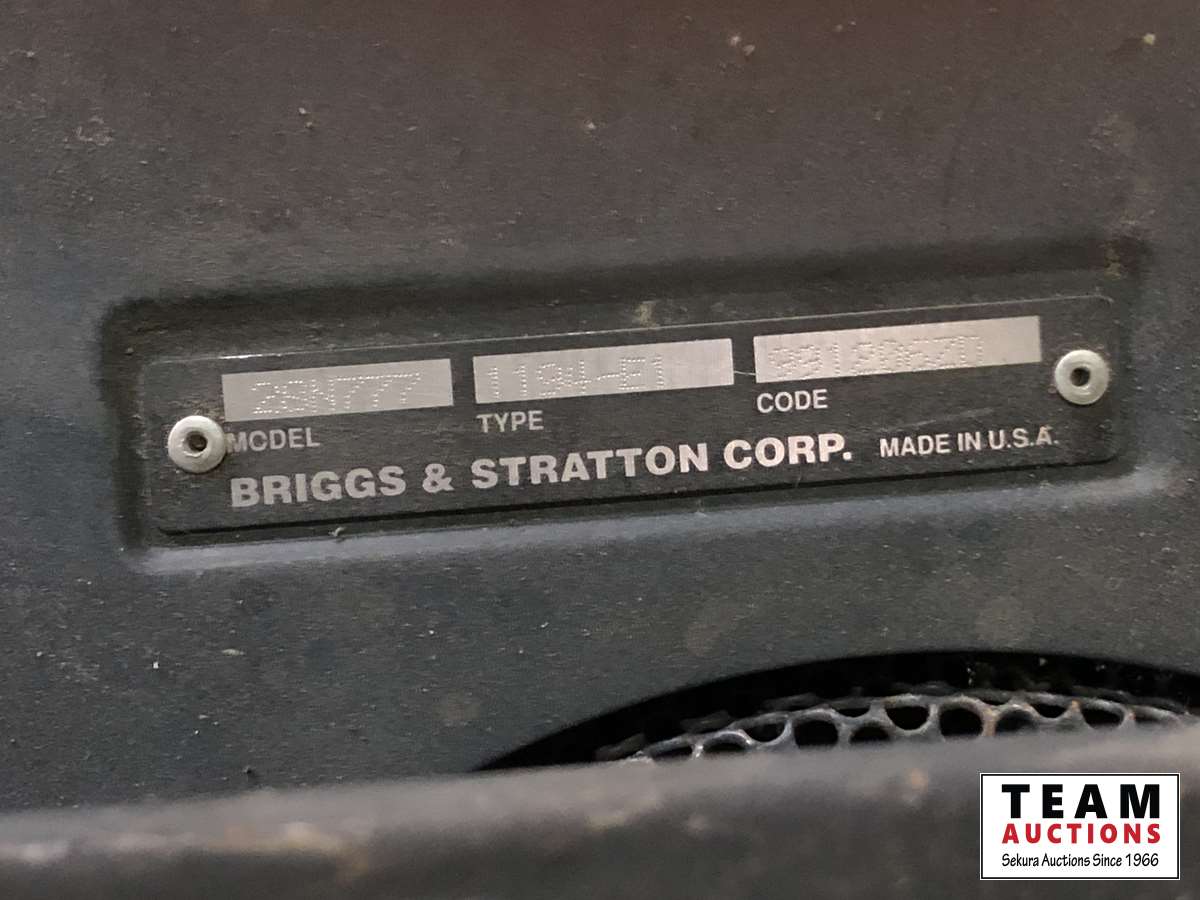 28N777 1194-E1
MODEL TYPE CODE
BRIGGS & STRATTON CORP. MADE IN U.S.A.
TEAM
AUCTIONS
Sekura Auctions Since 1966